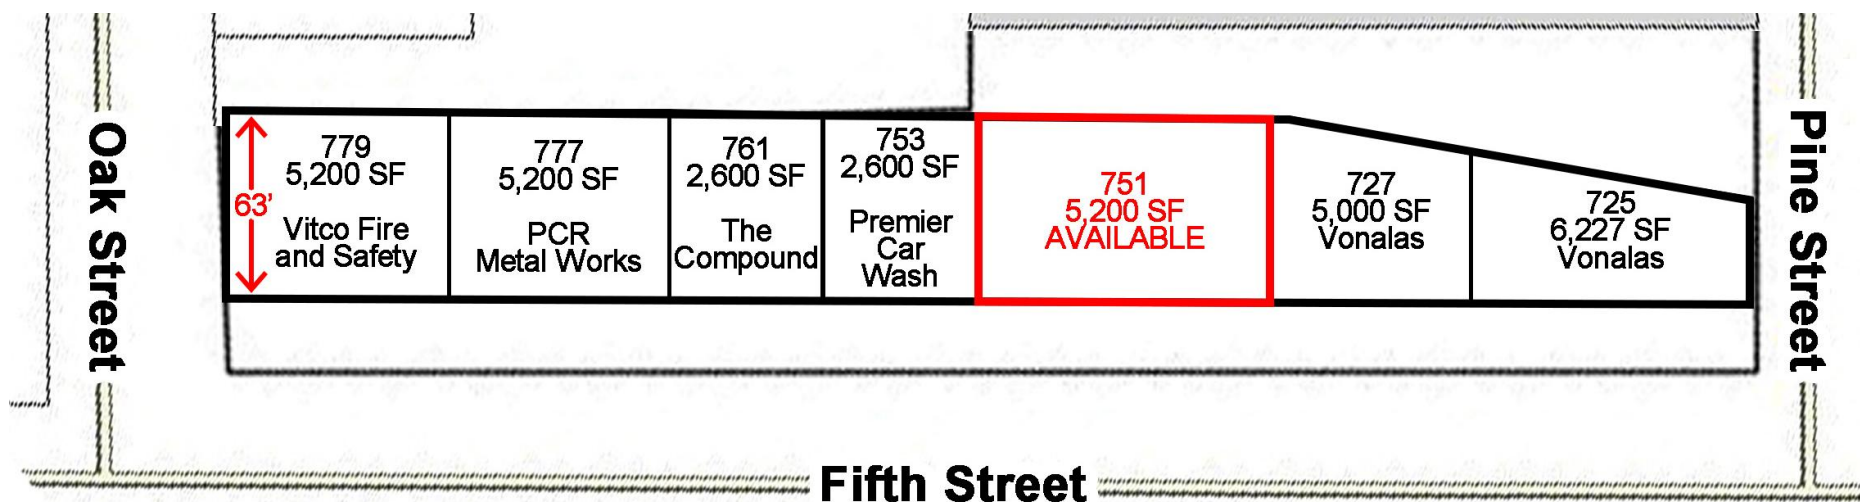 Oak Street
63'
779
5,200 SF
Vitco Fire
and Safety
777
5,200 SF
PCR
Metal Works
761
2,600 SF
The
Compound
753
2,600 SF
Premier
Car
Wash
751
5,200 SF
AVAILABLE
727
5,000 SF
Vonalas
725
6,227 SF
Vonalas
Pine Street
Fifth Street